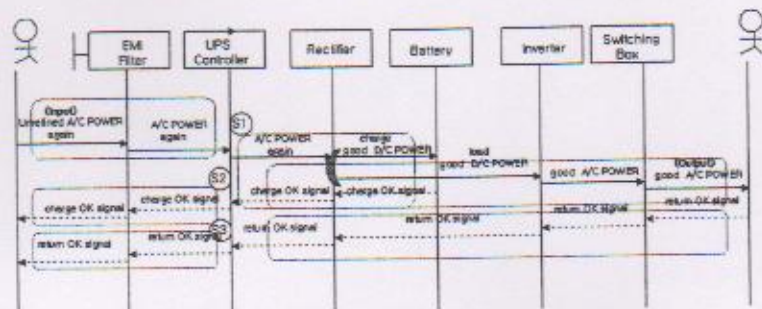 EMI
Filter
UPS
Controller
Rectifier
Battery
Inverter
Switching
Box
(Input)
Unrefined A/C POWER
again
A/C POWER
again
S1
A/C POWER
again
charge
good D/C POWER
load
good D/C POWER
good A/C POWER
(Output)
good A/C POWER
S2
charge OK signal
charge OK signal
charge OK signal
charge OK signal
return OK signal
return OK signal
return OK signal
return OK signal
S3
return OK signal
return OK signal